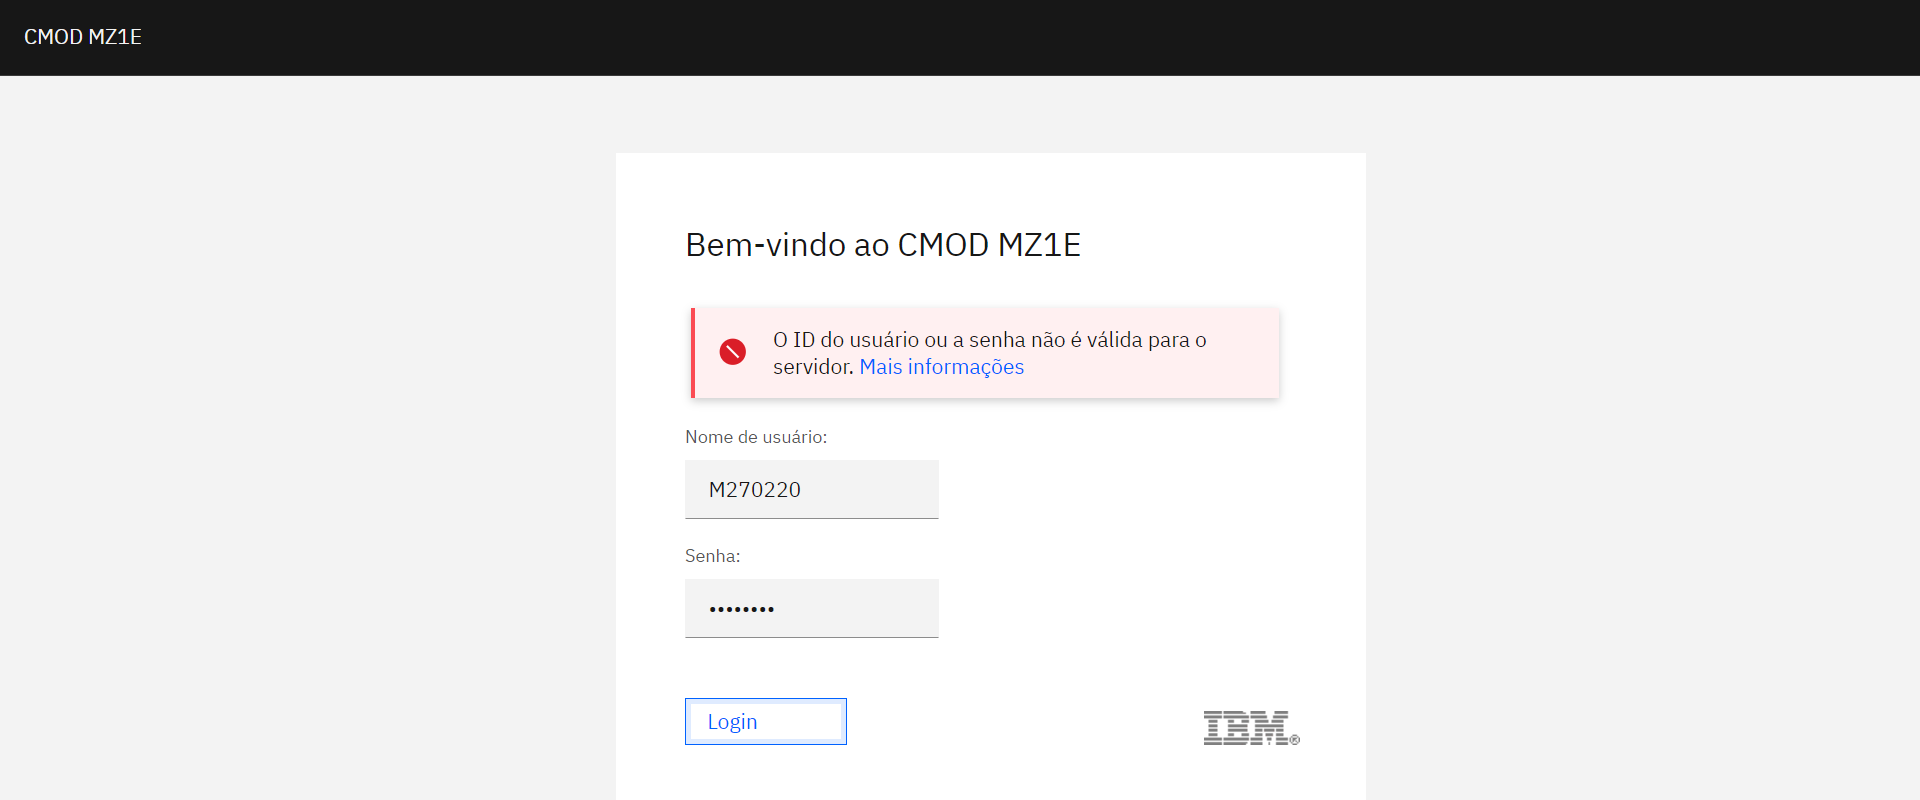 CMOD MZ1E
Bem-vindo ao CMOD MZ1E
O ID do usuário ou a senha não é válida para o
servidor. Mais informações
Nome de usuário:
M270220
Senha:
••••••••
Login
IBM®